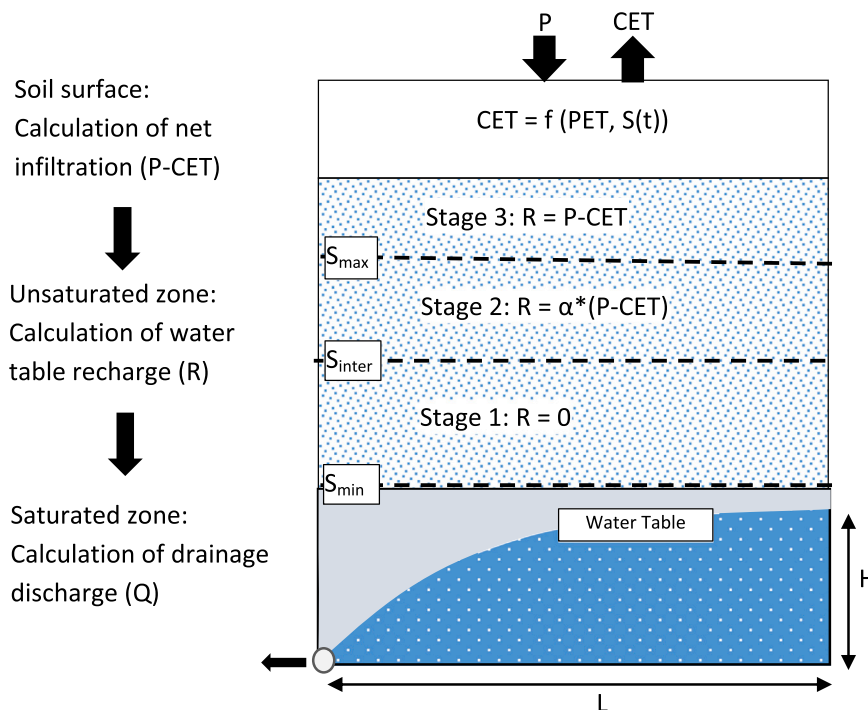 P
CET
Soil surface:
Calculation of net
infiltration (P-CET)
CET = f (PET, S(t))
Stage 3: R = P-CET
Smax
Unsaturated zone:
Calculation of water
table recharge (R)
Stage 2: R = α*(P-CET)
Sinter
Stage 1: R = 0
Smin
Saturated zone:
Calculation of drainage
discharge (Q)
Water Table
H
L